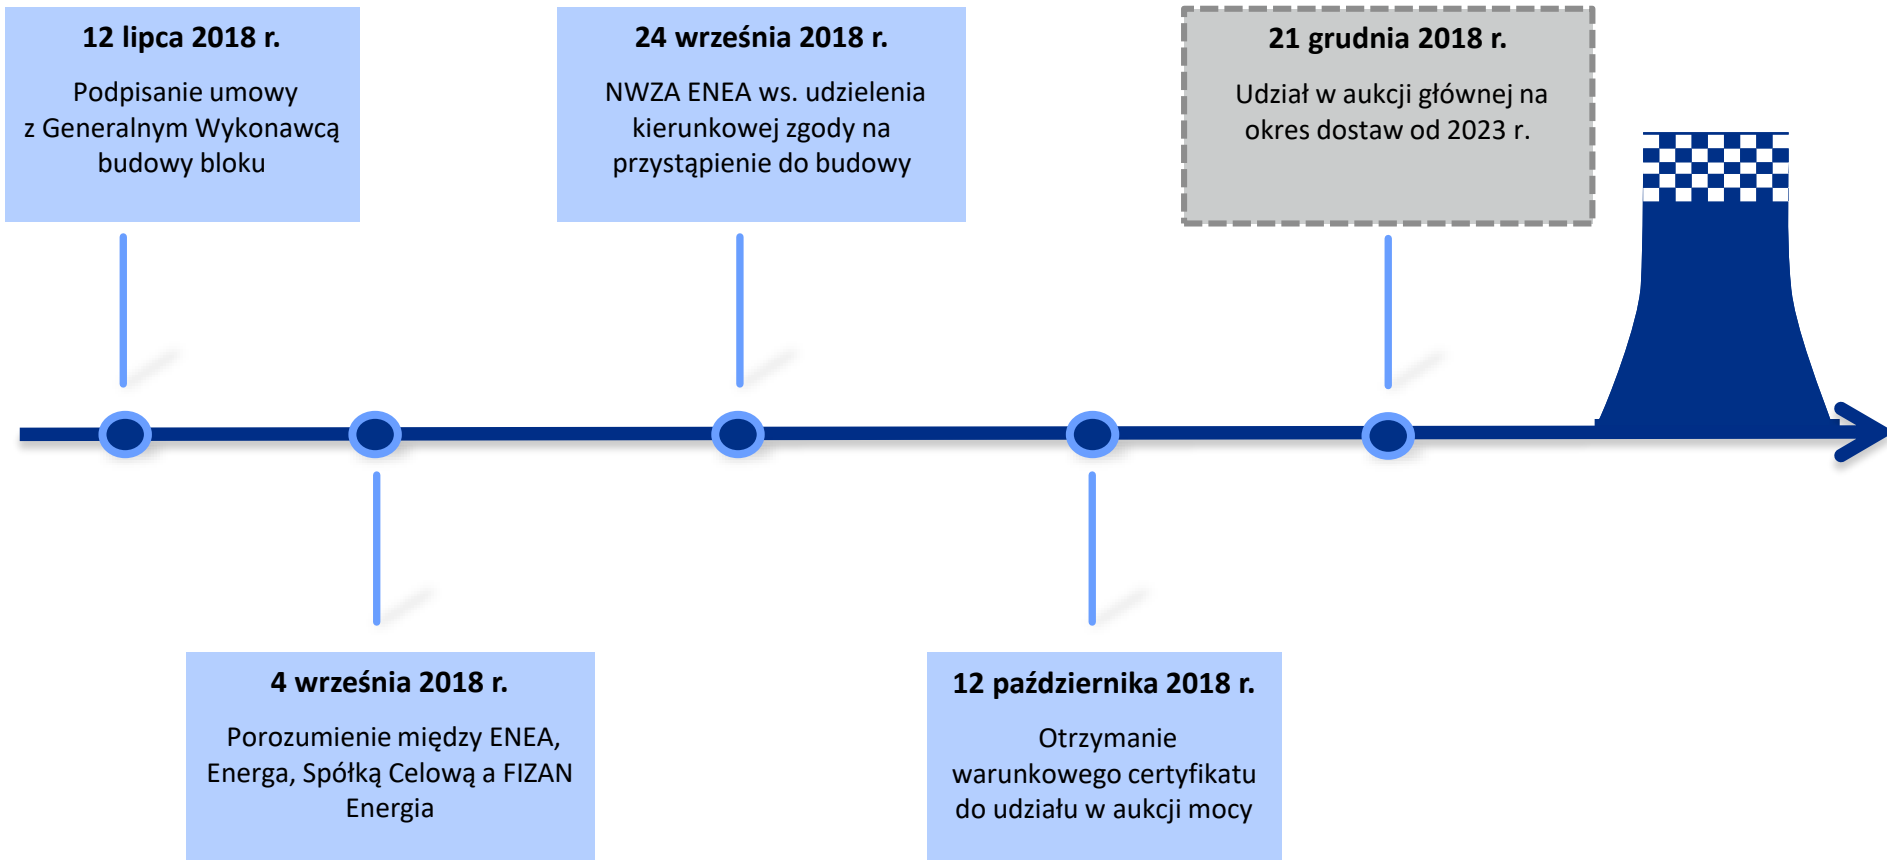 12 lipca 2018 r.
Podpisanie umowy
z Generalnym Wykonawcą
budowy bloku
24 września 2018 r.
NWZA ENEA ws. udzielenia
kierunkowej zgody na
przystąpienie do budowy
21 grudnia 2018 r.
Udział w aukcji głównej na
okres dostaw od 2023 r.
4 września 2018 r.
Porozumienie między ENEA,
Energa, Spółką Celową a FIZAN
Energia
12 października 2018 r.
Otrzymanie
warunkowego certyfikatu
do udziału w aukcji mocy